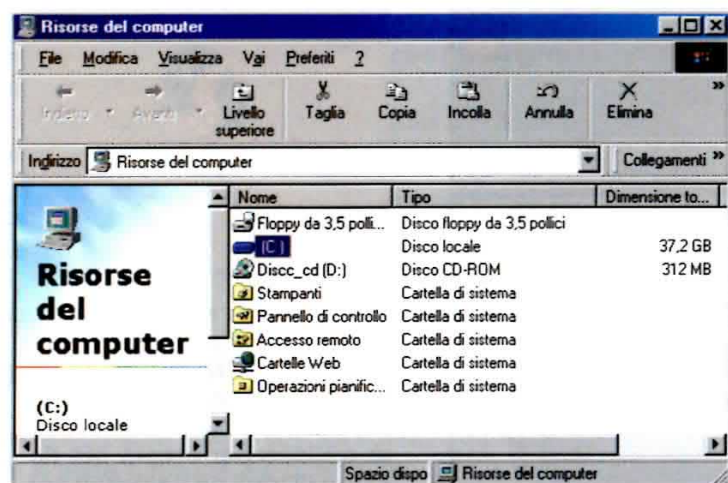 Risorse del computer
File Modifica Visualizza Vai Preferiti ?
Indietro Avanti Livello superiore Taglia Copia Incolla Annulla Elimina »
Indirizzo Risorse del computer Collegamenti »
Nome Tipo Dimensione to...
Floppy da 3,5 polli... Disco floppy da 3,5 pollici
(C:) Disco locale 37,2 GB
Discc_cd (D:) Disco CD-ROM 312 MB
Stampanti Cartella di sistema
Pannello di controllo Cartella di sistema
Accesso remoto Cartella di sistema
Cartelle Web Cartella di sistema
Operazioni pianific... Cartella di sistema
Risorse
del
computer
(C:)
Disco locale
Spazio dispo Risorse del computer